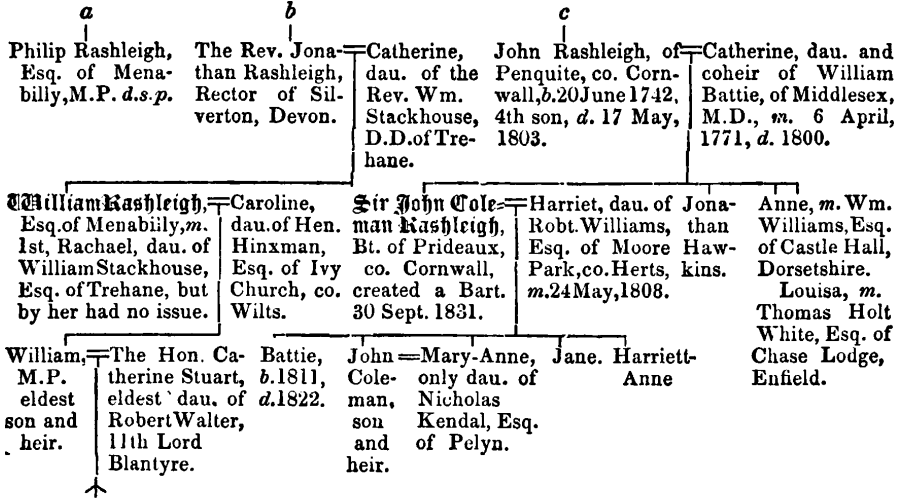 a
b
c
Philip Rashleigh,
Esq. of Mena-
billy, M.P. d.s.p.
The Rev. Jona-
than Rashleigh,
Rector of Sil-
verton, Devon.
Catherine,
dau. of the
Rev. Wm.
Stackhouse,
D.D. of Tre-
hane.
John Rashleigh, of
Penquite, co. Corn-
wall, b. 20 June 1742,
4th son, d. 17 May,
1803.
Catherine, dau. and
coheir of William
Battie, of Middlesex,
M.D., m. 6 April,
1771, d. 1800.
William Rashleigh,
Esq. of Menabiily, m.
1st, Rachael, dau. of
William Stackhouse,
Esq. of Trehane, but
by her had no issue.
Caroline,
dau. of Hen.
Hinxman,
Esq. of Ivy
Church, co.
Wilts.
Sir John Cole-
man Rashleigh,
Bt. of Prideaux,
co. Cornwall,
created a Bart.
30 Sept. 1831.
Harriet, dau. of
Robt. Williams,
Esq. of Moore
Park, co. Herts,
m. 24 May, 1808.
Jona-
than
Haw-
kins.
Anne, m. Wm.
Williams, Esq.
of Castle Hall,
Dorsetshire.
Louisa, m.
Thomas Holt
White, Esq. of
Chase Lodge,
Enfield.
William,
M.P.
eldest
son and
heir.
The Hon. Ca-
therine Stuart,
eldest dau. of
Robert Walter,
11th Lord
Blantyre.
Battie,
b. 1811,
d. 1822.
John
Cole-
man,
son
and
heir.
Mary-Anne,
only dau. of
Nicholas
Kendal, Esq.
of Pelyn.
Jane.
Harriett-
Anne